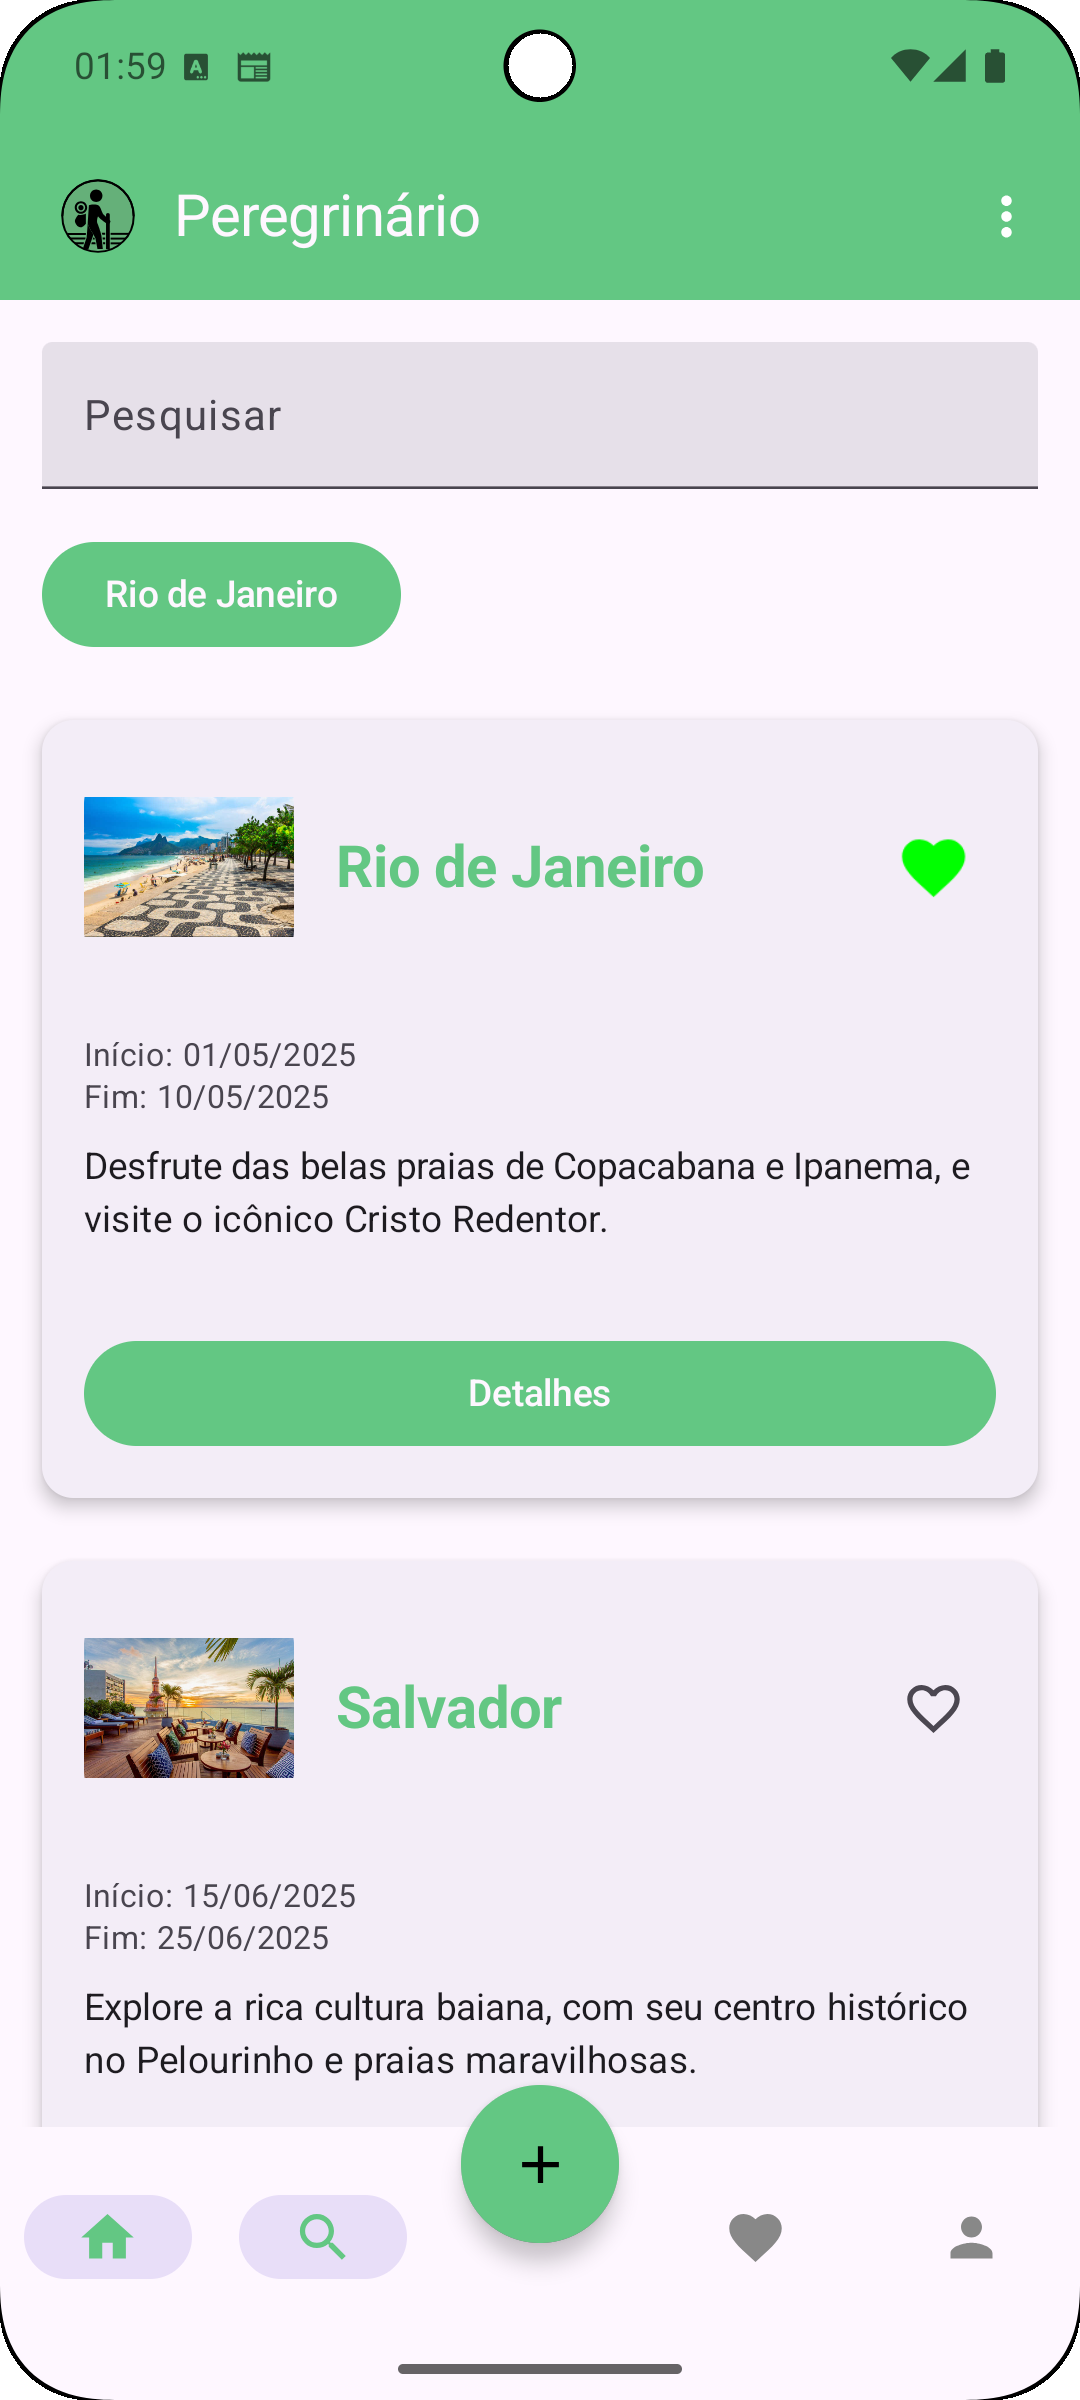 01:59
Peregrinário
Pesquisar
Rio de Janeiro
Rio de Janeiro
Início: 01/05/2025
Fim: 10/05/2025
Desfrute das belas praias de Copacabana e Ipanema, e
visite o icônico Cristo Redentor.
Detalhes
Salvador
Início: 15/06/2025
Fim: 25/06/2025
Explore a rica cultura baiana, com seu centro histórico
no Pelourinho e praias maravilhosas.